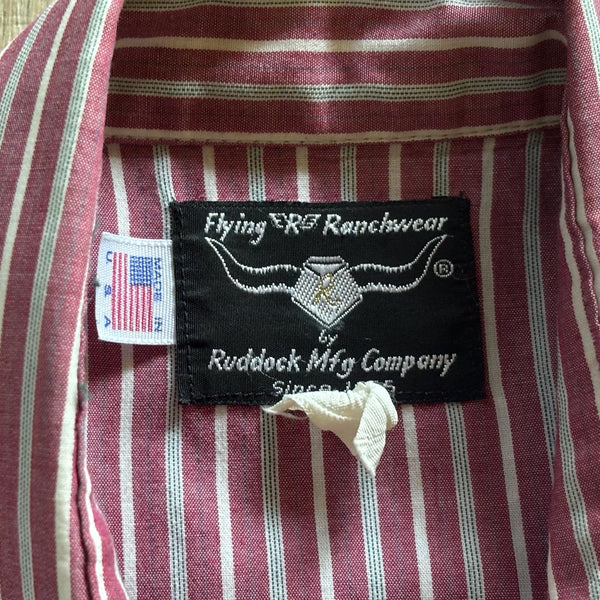 Flying R Ranchwear
R
®
by
Ruddock Mfg Company
Since
MADE IN
U S A